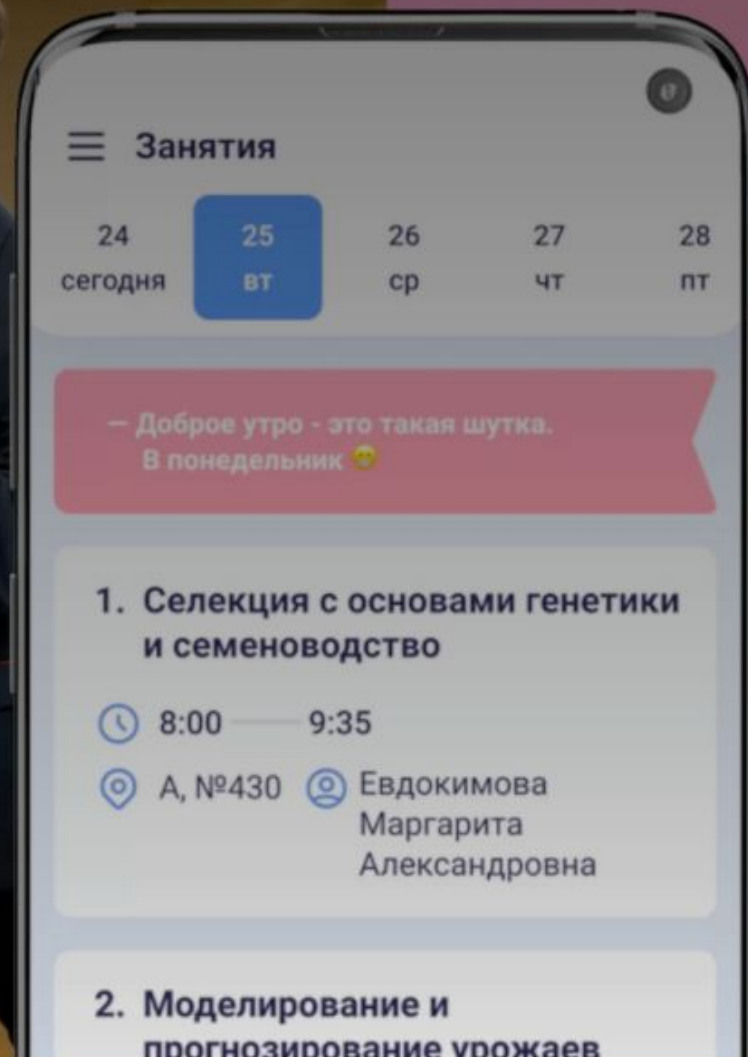 Занятия
24 25 26 27 28
сегодня вт ср чт пт
— Доброе утро - это такая шутка.
В понедельник 😁
1. Селекция с основами генетики
и семеноводство
8:00 9:35
А, №430 Евдокимова
Маргарита
Александровна
2. Моделирование и
прогнозирование урожаев